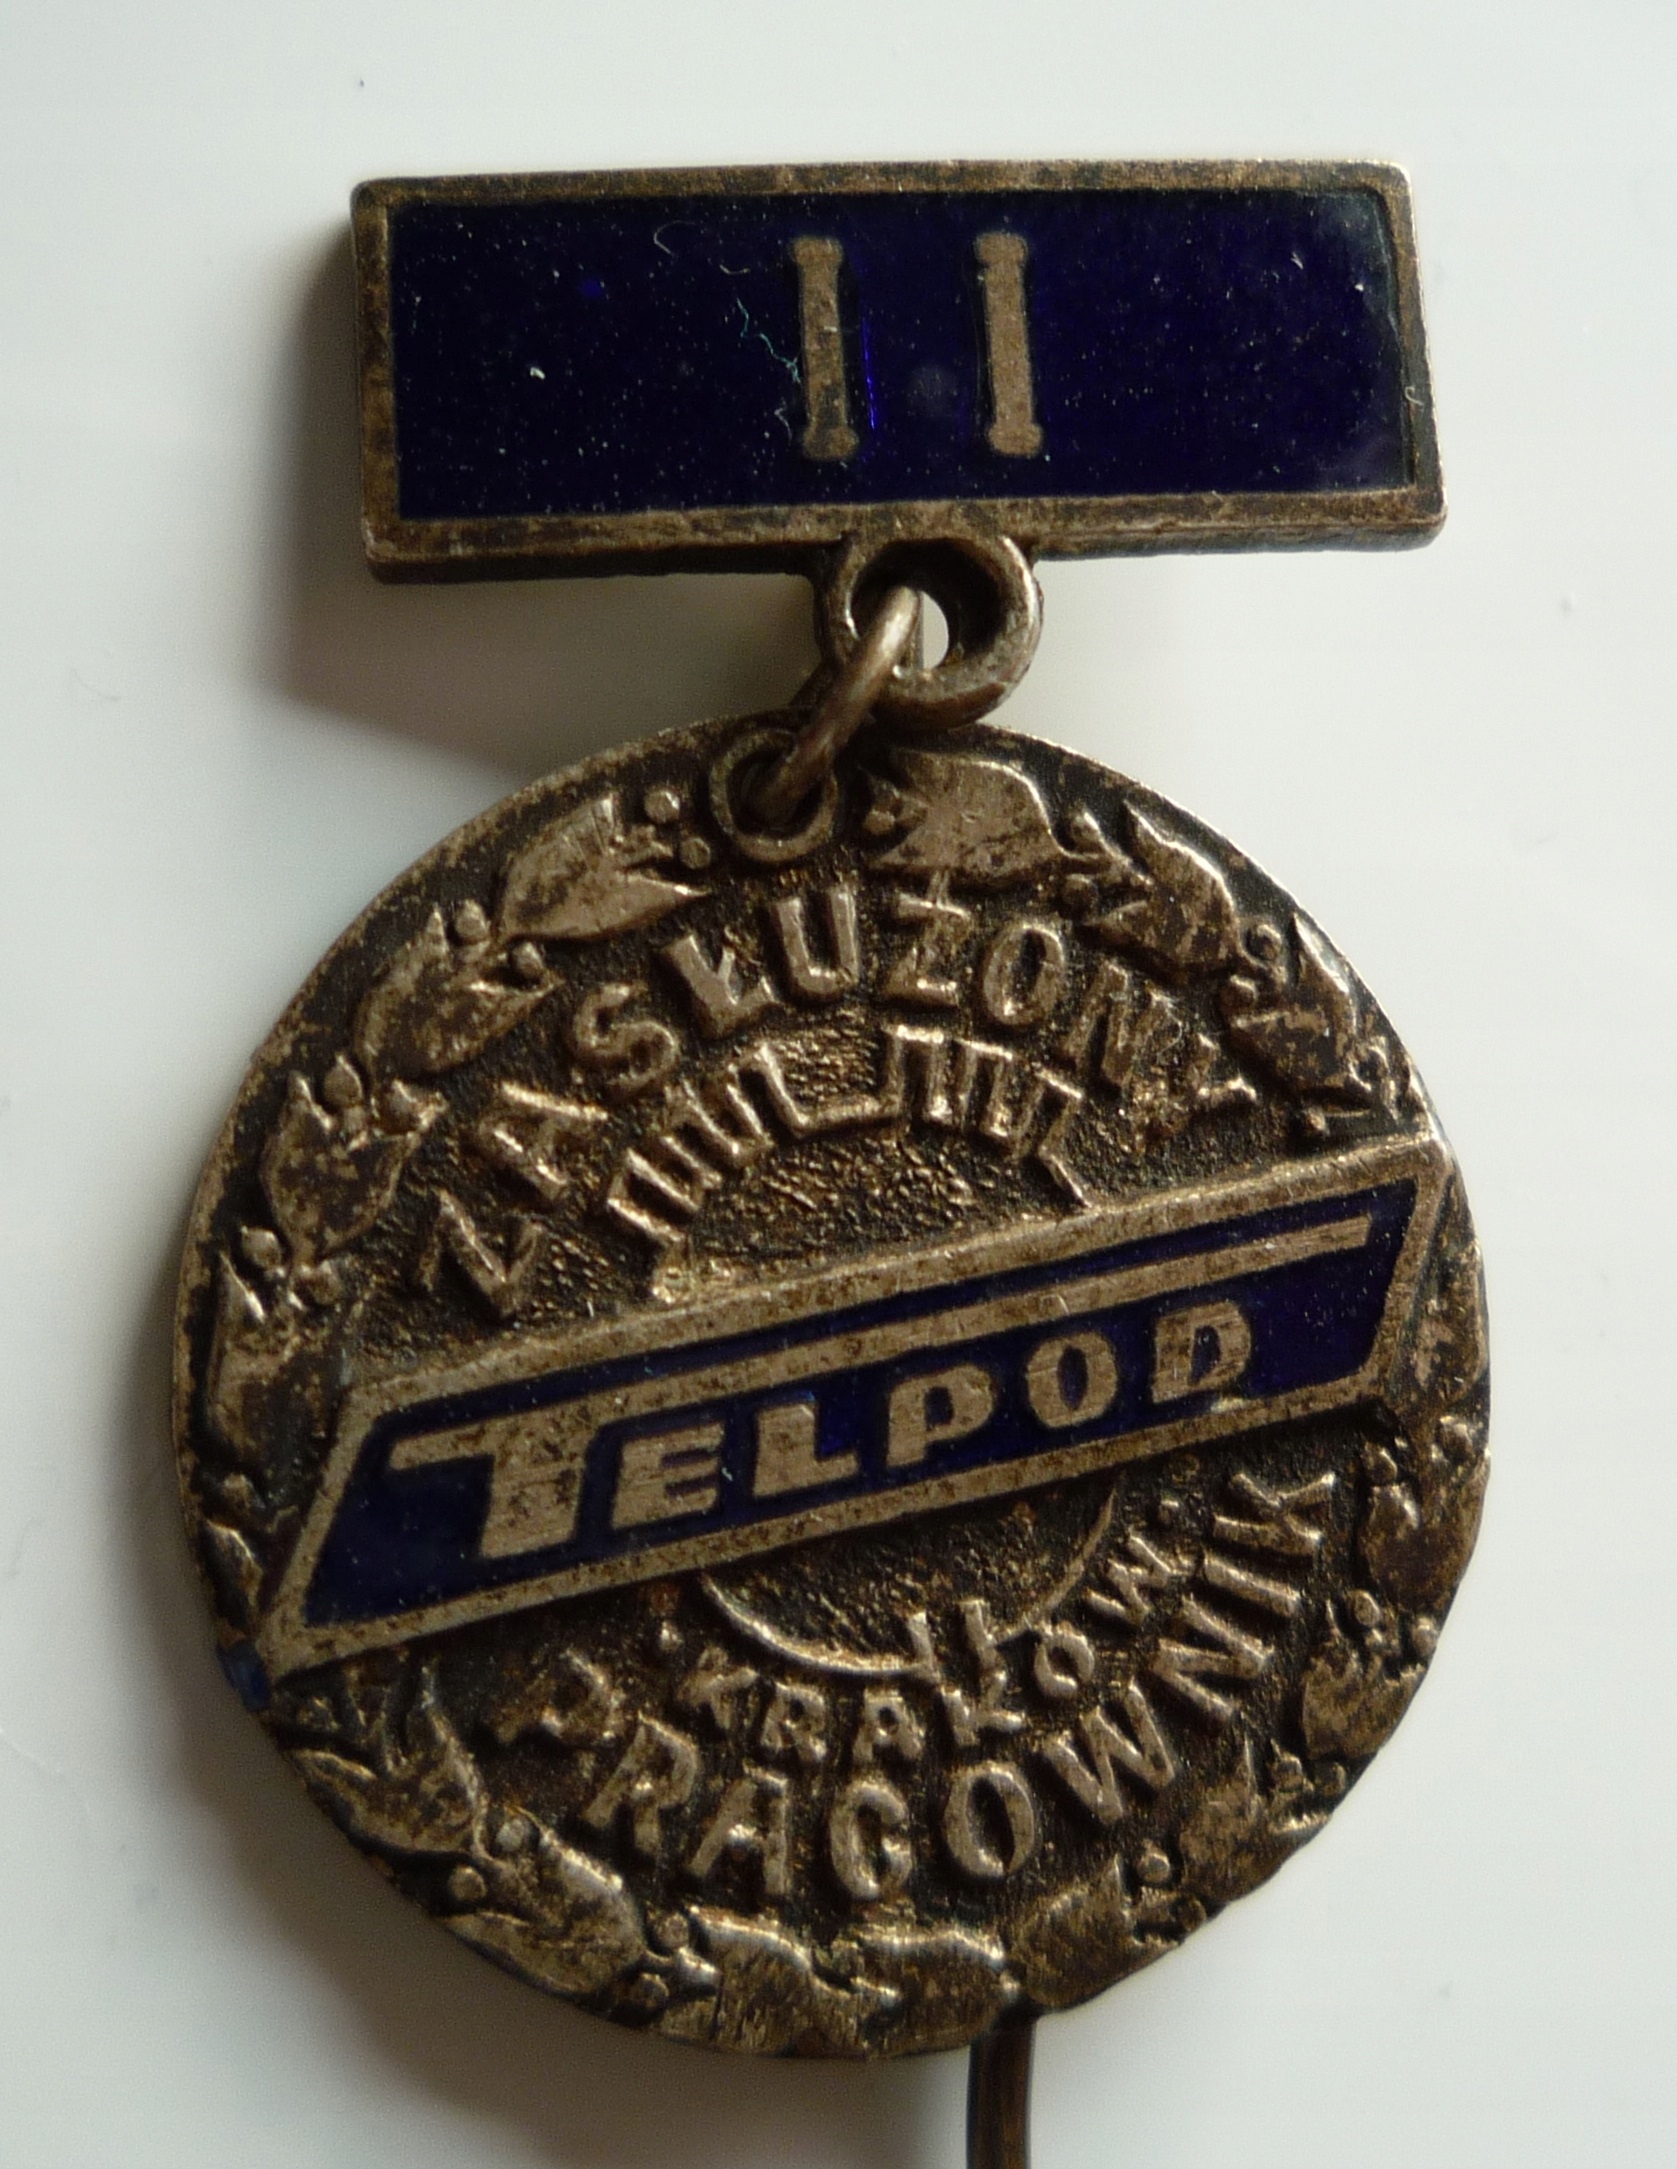 II
ZASŁUŻONY
TELPOD
·KRAKÓW·
PRACOWNIK